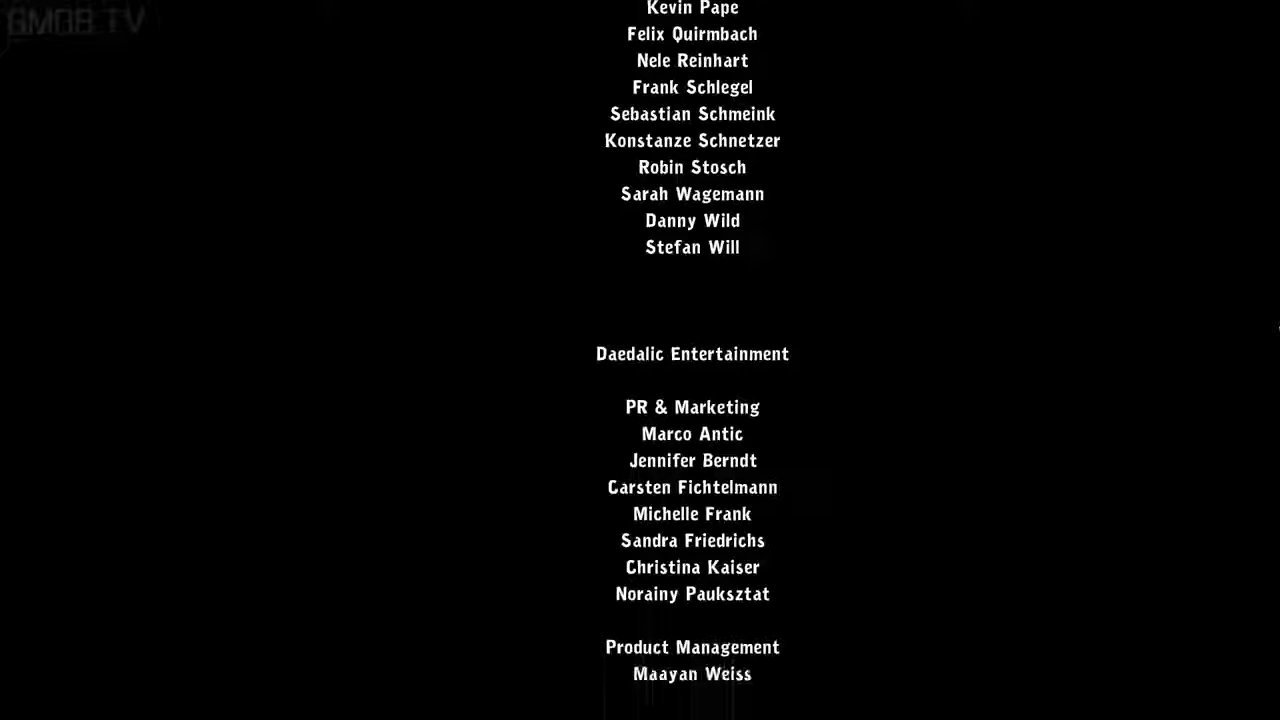 GMOB TV
Kevin Pape
Felix Quirmbach
Nele Reinhart
Frank Schlegel
Sebastian Schmeink
Konstanze Schnetzer
Robin Stosch
Sarah Wagemann
Danny Wild
Stefan Will
Daedalic Entertainment
PR & Marketing
Marco Antic
Jennifer Berndt
Carsten Fichtelmann
Michelle Frank
Sandra Friedrichs
Christina Kaiser
Norainy Pauksztat
Product Management
Maayan Weiss